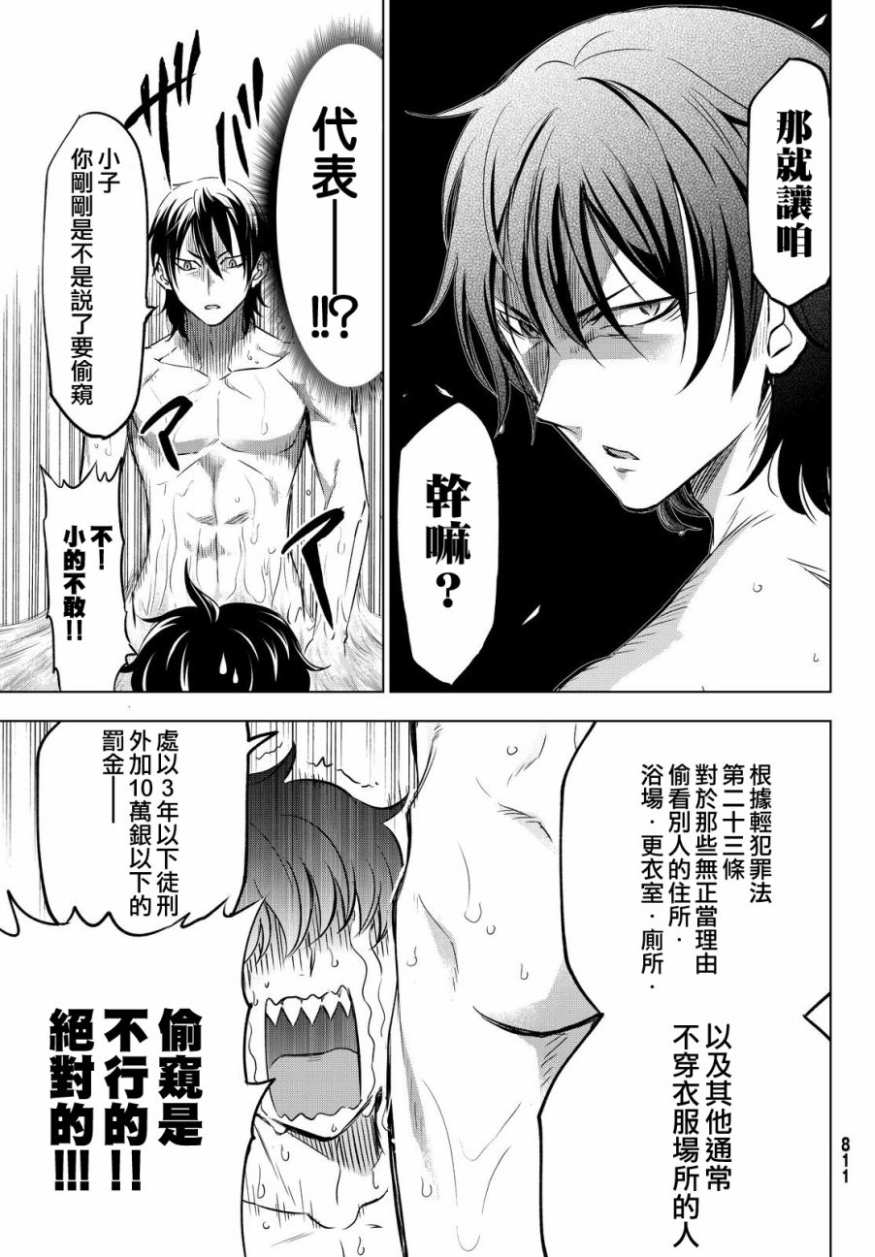 那就讓咱
幹嘛？
代表——!!?
小子
你剛剛是不是説了要偷窺
不！
小的不敢!!
根據輕犯罪法
第二十三條
對於那些無正當理由
偷看別人的住所．
浴場．更衣室．廁所．
以及其他通常
不穿衣服場所的人
處以3年以下徒刑
外加10萬銀以下的
罰金——
偷窺是
不行的!!
絕對的!!!
811